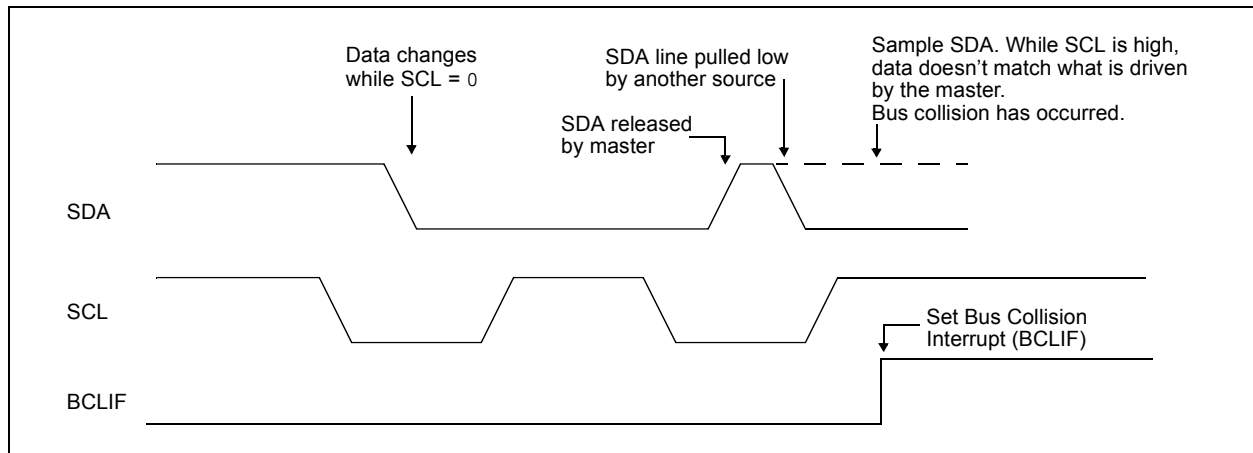 Data changes
while SCL = 0
SDA line pulled low
by another source
SDA released
by master
Sample SDA. While SCL is high,
data doesn’t match what is driven
by the master.
Bus collision has occurred.
SDA
SCL
Set Bus Collision
Interrupt (BCLIF)
BCLIF